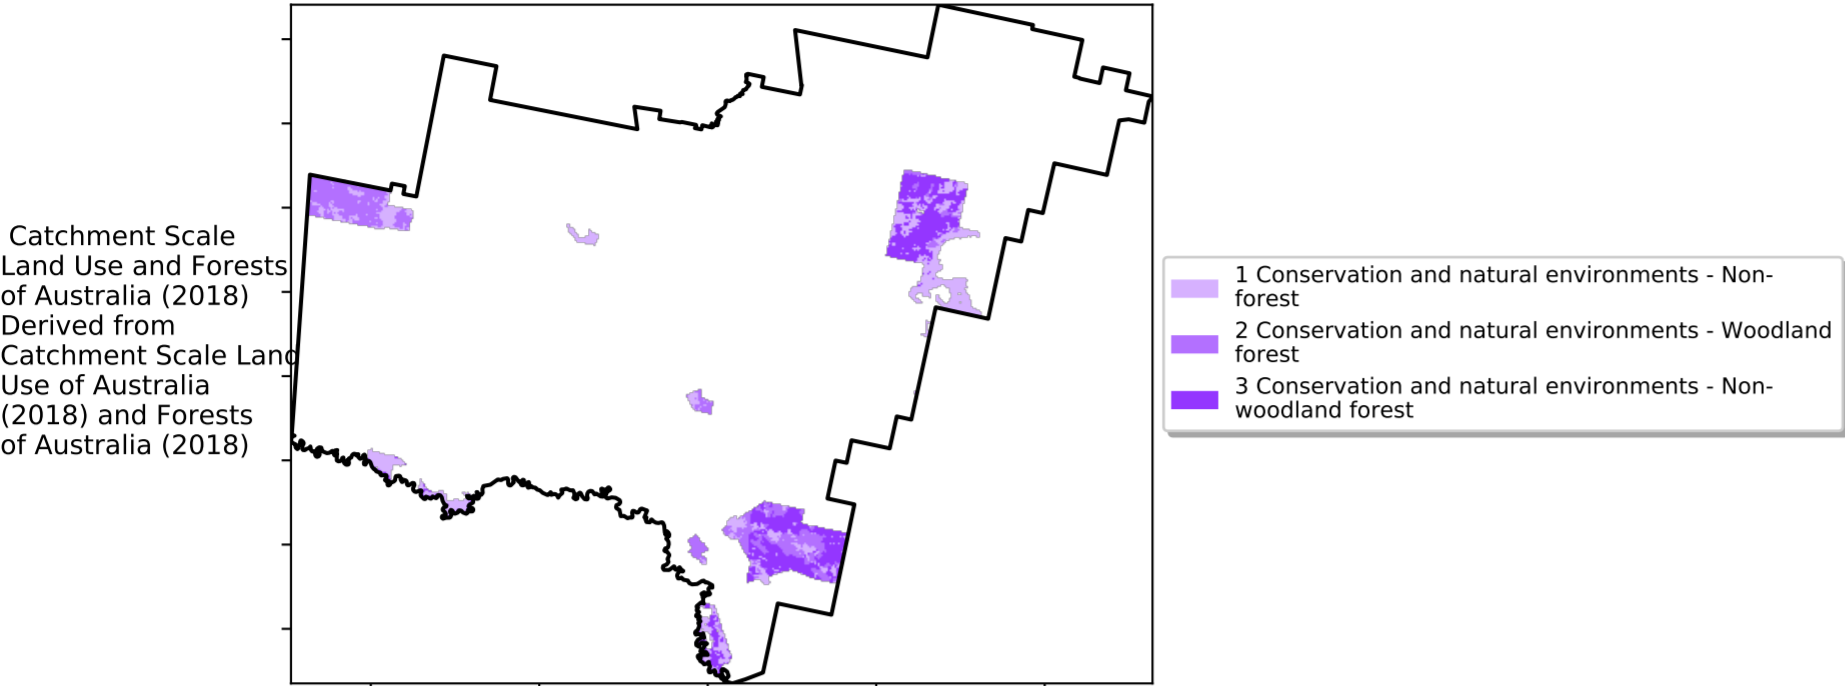 Catchment Scale
Land Use and Forests
of Australia (2018)
Derived from
Catchment Scale Land
Use of Australia
(2018) and Forests
of Australia (2018)
1 Conservation and natural environments - Non-
forest
2 Conservation and natural environments - Woodland
forest
3 Conservation and natural environments - Non-
woodland forest